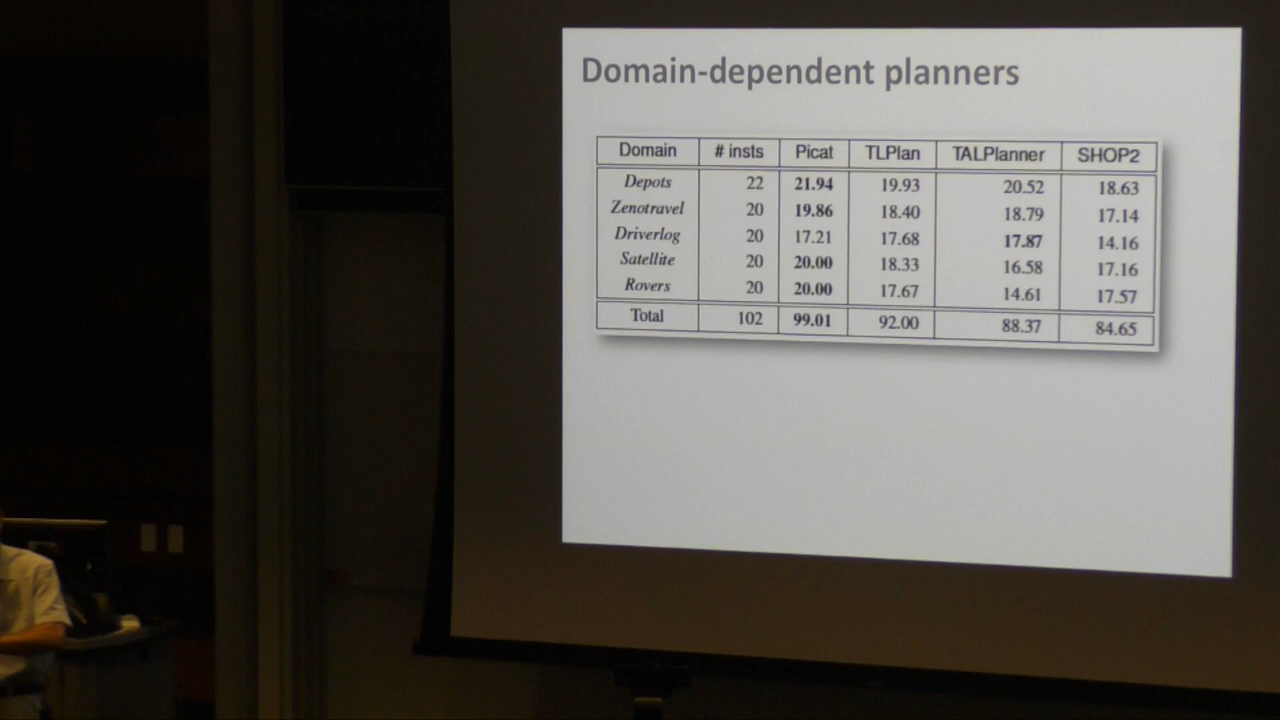 Domain-dependent planners
Domain # insts Picat TLPlan TALPlanner SHOP2
Depots 22 21.94 19.93 20.52 18.63
Zenotravel 20 19.86 18.40 18.79 17.14
Driverlog 20 17.21 17.68 17.87 14.16
Satellite 20 20.00 18.33 16.58 17.16
Rovers 20 20.00 17.67 14.61 17.57
Total 102 99.01 92.00 88.37 84.65